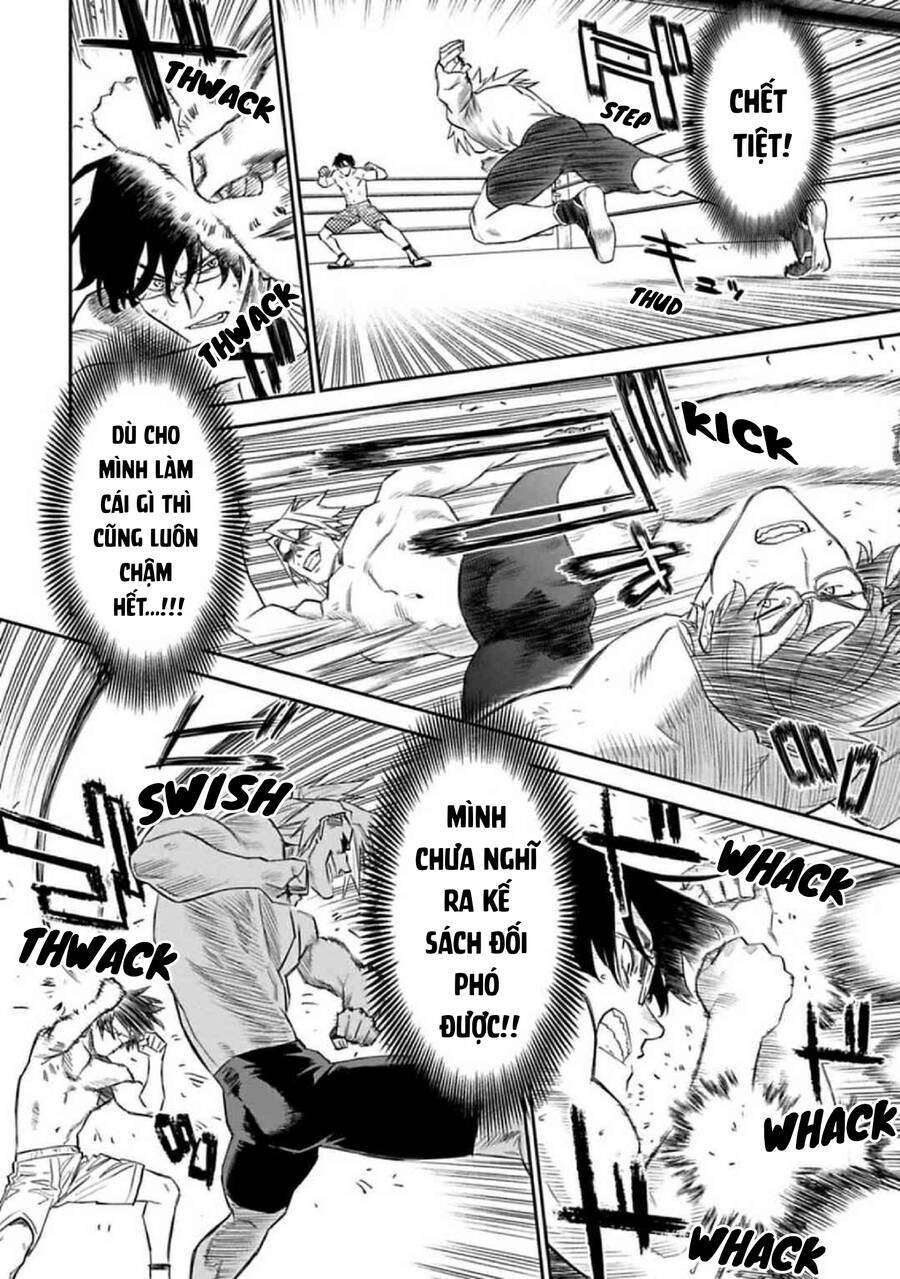 CHẾT
TIỆT!
STEP
THUD
THWACK
THWACK
DÙ CHO
MÌNH LÀM
CÁI GÌ THÌ
CŨNG LUÔN
CHẬM
HẾT...!!!
KICK
MÌNH
CHƯA NGHĨ
RA KẾ
SÁCH ĐỐI
PHÓ
ĐƯỢC!!
WHACK
WHACK
WHACK
SWISH
THWACK